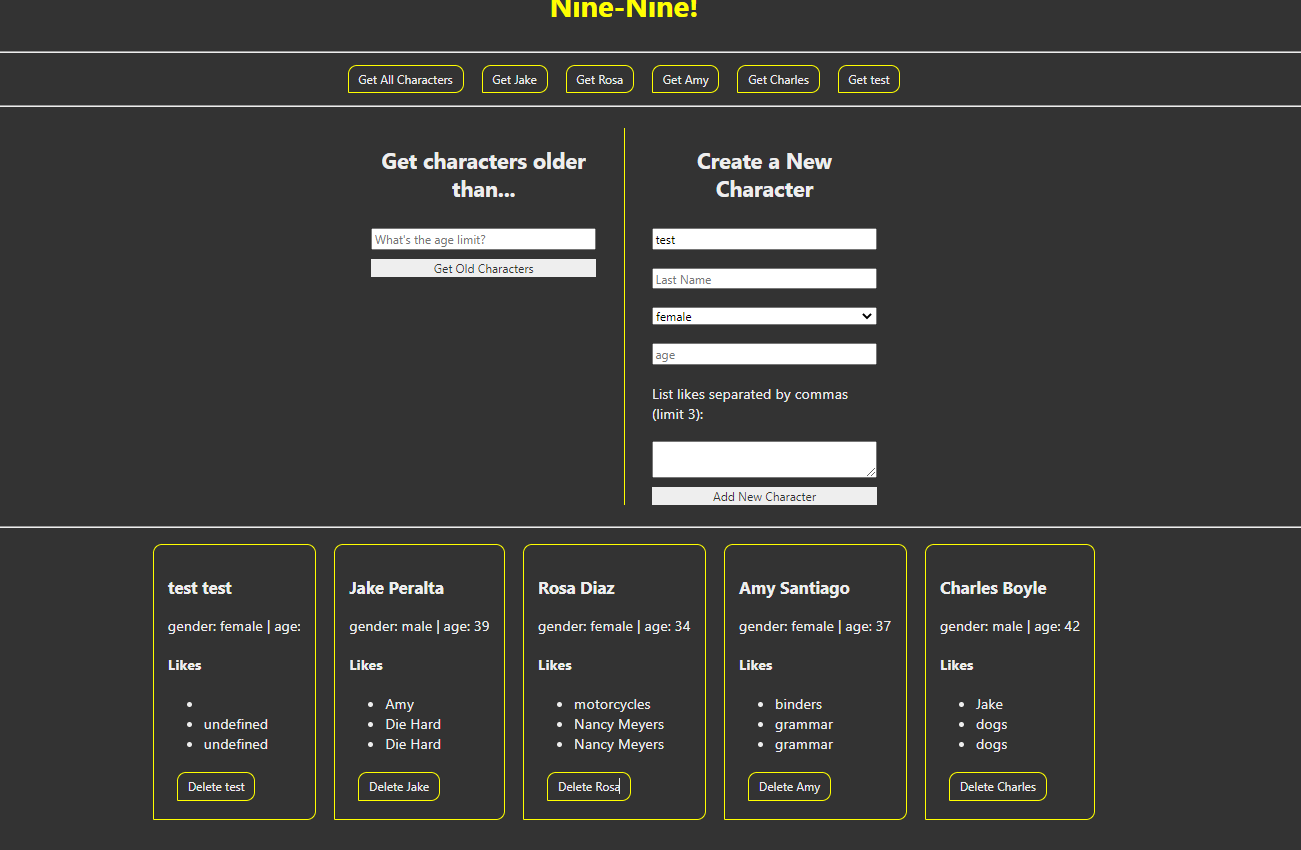 Nine-Nine!
Get All Characters
Get Jake
Get Rosa
Get Amy
Get Charles
Get test
Get characters older
than...
What's the age limit?
Get Old Characters
Create a New
Character
test
Last Name
female
age
List likes separated by commas
(limit 3):
Add New Character
test test
gender: female | age:
Likes
undefined
undefined
Delete test
Jake Peralta
gender: male | age: 39
Likes
Amy
Die Hard
Die Hard
Delete Jake
Rosa Diaz
gender: female | age: 34
Likes
motorcycles
Nancy Meyers
Nancy Meyers
Delete Rosa
Amy Santiago
gender: female | age: 37
Likes
binders
grammar
grammar
Delete Amy
Charles Boyle
gender: male | age: 42
Likes
Jake
dogs
dogs
Delete Charles